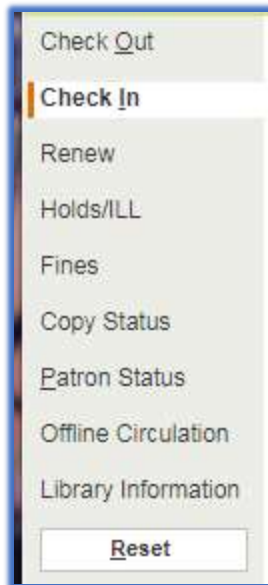 Check Out
Check In
Renew
Holds/ILL
Fines
Copy Status
Patron Status
Offline Circulation
Library Information
Reset